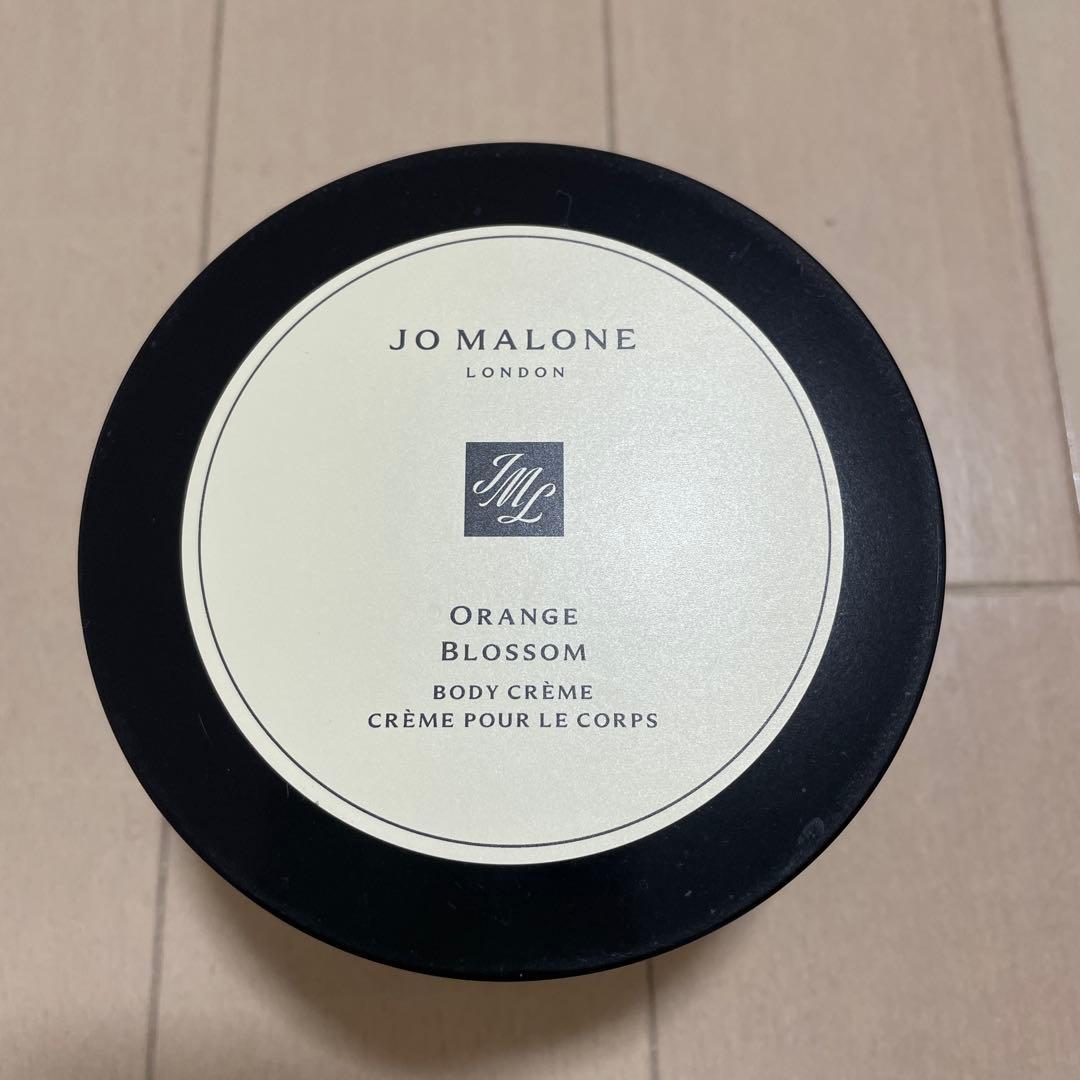 JO MALONE
LONDON
JML
ORANGE
BLOSSOM
BODY CRÈME
CRÈME POUR LE CORPS